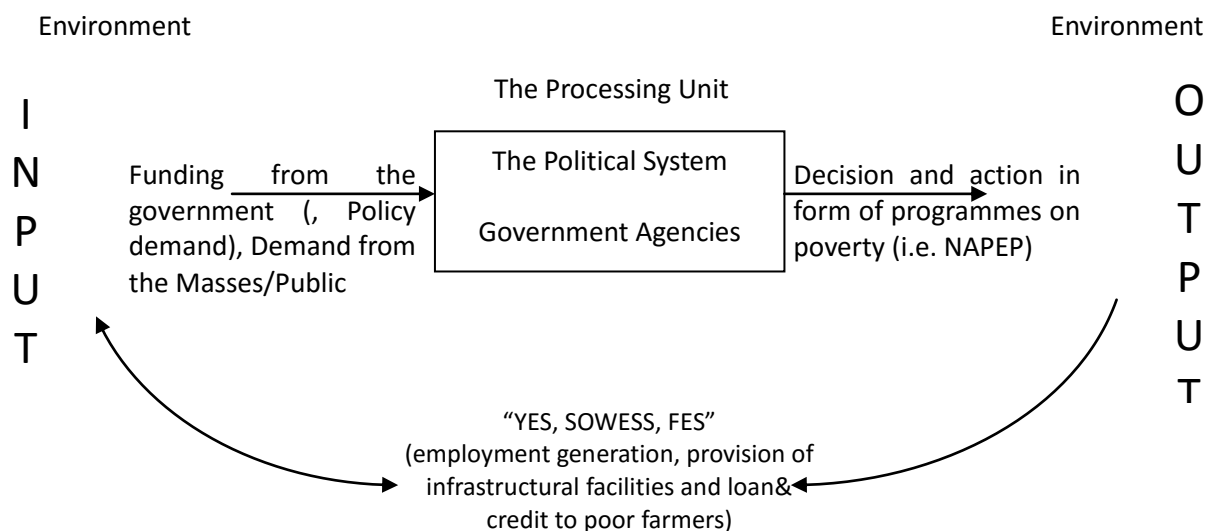 Environment
Environment
The Processing Unit
I
N
P
U
T
Funding from the
government (, Policy
demand), Demand from
the Masses/Public
The Political System
Government Agencies
Decision and action in
form of programmes on
poverty (i.e. NAPEP)
O
U
T
P
U
T
“YES, SOWESS, FES”
(employment generation, provision of
infrastructural facilities and loan&
credit to poor farmers)